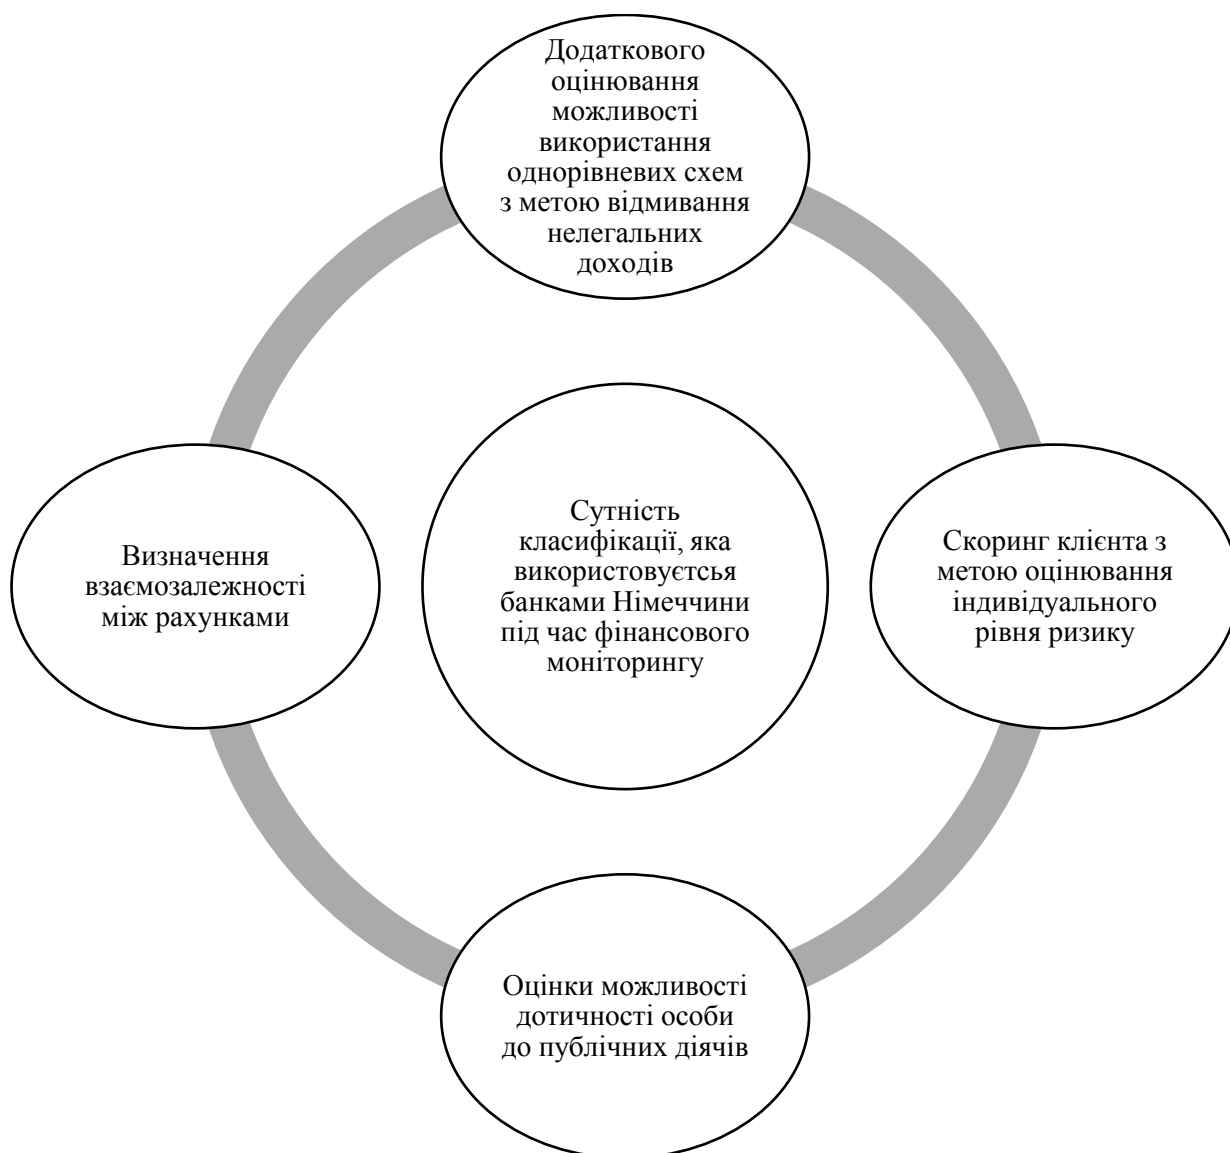 Додаткового
оцінювання
можливості
використання
однорівневих схем
з метою відмивання
нелегальних
доходів
Визначення
взаємозалежності
між рахунками
Сутність
класифікації, яка
використовуєтсья
банками Німеччини
під час фінансового
моніторингу
Скоринг клієнта з
метою оцінювання
індивідуального
рівня ризику
Оцінки можливості
дотичності особи
до публічних діячів